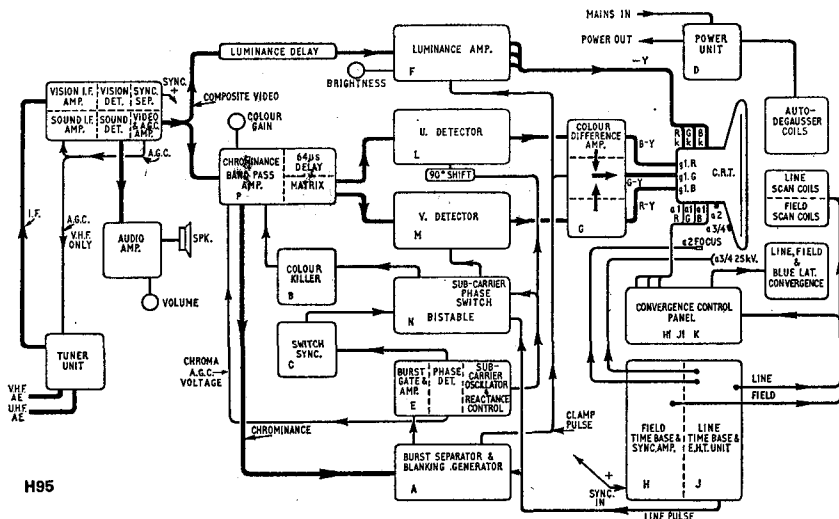 MAINS IN
POWER OUT
POWER
UNIT
D
LUMINANCE DELAY
LUMINANCE AMP.
F
BRIGHTNESS
-Y
VISION I.F.
AMP.
VISION
DET.
SYNC.
SEP.
SYNC.
+
SOUND I.F.
AMP.
SOUND
DET.
VIDEO
& A.G.C.
AMP.
A.G.C.
COMPOSITE VIDEO
COLOUR
GAIN
CHROMINANCE
BAND PASS
AMP.
P
64µs
DELAY
MATRIX
U. DETECTOR
L
90° SHIFT
V. DETECTOR
M
COLOUR
DIFFERENCE
AMP.
G
B-Y
G-Y
R-Y
R
k
G
k
B
k
g1.R
g1.G
g1.B
a1
R
a1
G
a1
B
a2
a3/4
C.R.T.
AUTO-
DEGAUSSER
COILS
LINE
SCAN COILS
FIELD
SCAN COILS
a2 FOCUS
a3/4 25kV.
LINE, FIELD
&
BLUE LAT.
CONVERGENCE
CONVERGENCE CONTROL
PANEL
H1 J1 K
I.F.
A.G.C.
V.H.F.
ONLY
AUDIO
AMP.
SPK.
VOLUME
COLOUR
KILLER
B
SUB-CARRIER
PHASE
SWITCH
N
BISTABLE
SWITCH
SYNC.
C
TUNER
UNIT
V.H.F.
AE.
U.H.F.
AE.
CHROMA
A.G.C.
VOLTAGE
BURST
GATE &
AMP.
E
PHASE
DET.
SUB-
CARRIER
OSCILLATOR
&
REACTANCE
CONTROL
CHROMINANCE
CLAMP
PULSE
BURST SEPARATOR &
BLANKING GENERATOR
A
LINE
FIELD
FIELD
TIME BASE &
SYNC. AMP.
H
LINE
TIME BASE &
E.H.T. UNIT
J
+
SYNC.
IN
LINE PULSE
H95